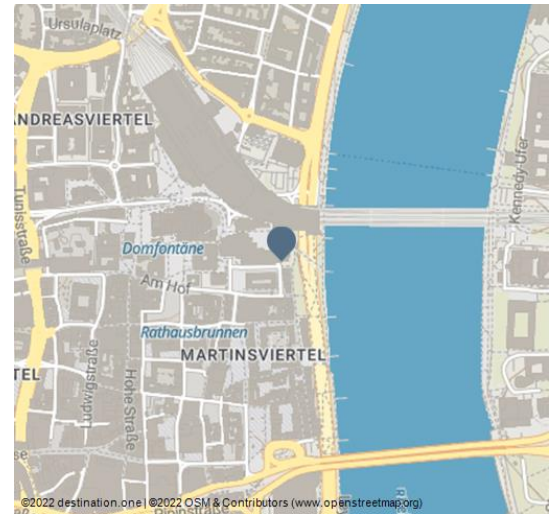 Ursulaplatz
ANDREASVIERTEL
Tunisstraße
Kennedy-Ufer
Domfontäne
Am Hof
Rathausbrunnen
MARTINSVIERTEL
TEL
Ludwigstraße
Hohe Straße
©2022 destination.one | ©2022 OSM & Contributors (www.openstreetmap.org)